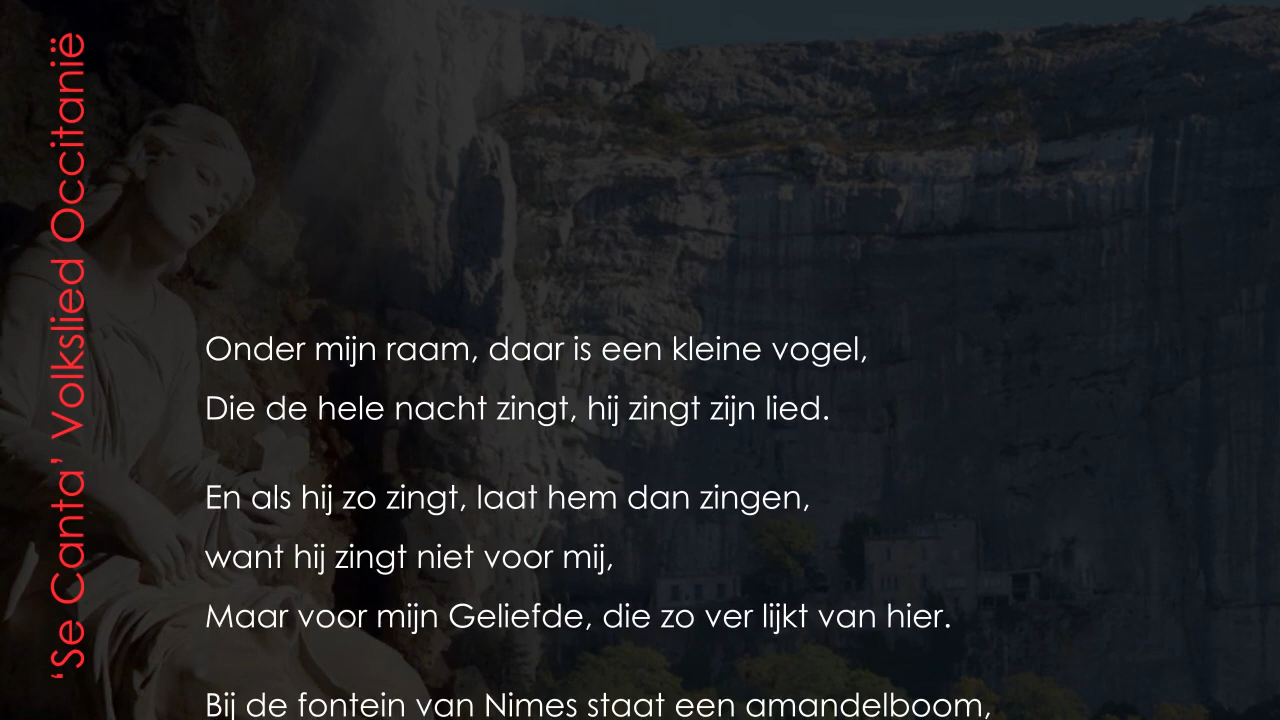 ‘Se Canta’ Volkslied Occitanië
Onder mijn raam, daar is een kleine vogel,
Die de hele nacht zingt, hij zingt zijn lied.
En als hij zo zingt, laat hem dan zingen,
want hij zingt niet voor mij,
Maar voor mijn Geliefde, die zo ver lijkt van hier.
Bij de fontein van Nimes staat een amandelboom,